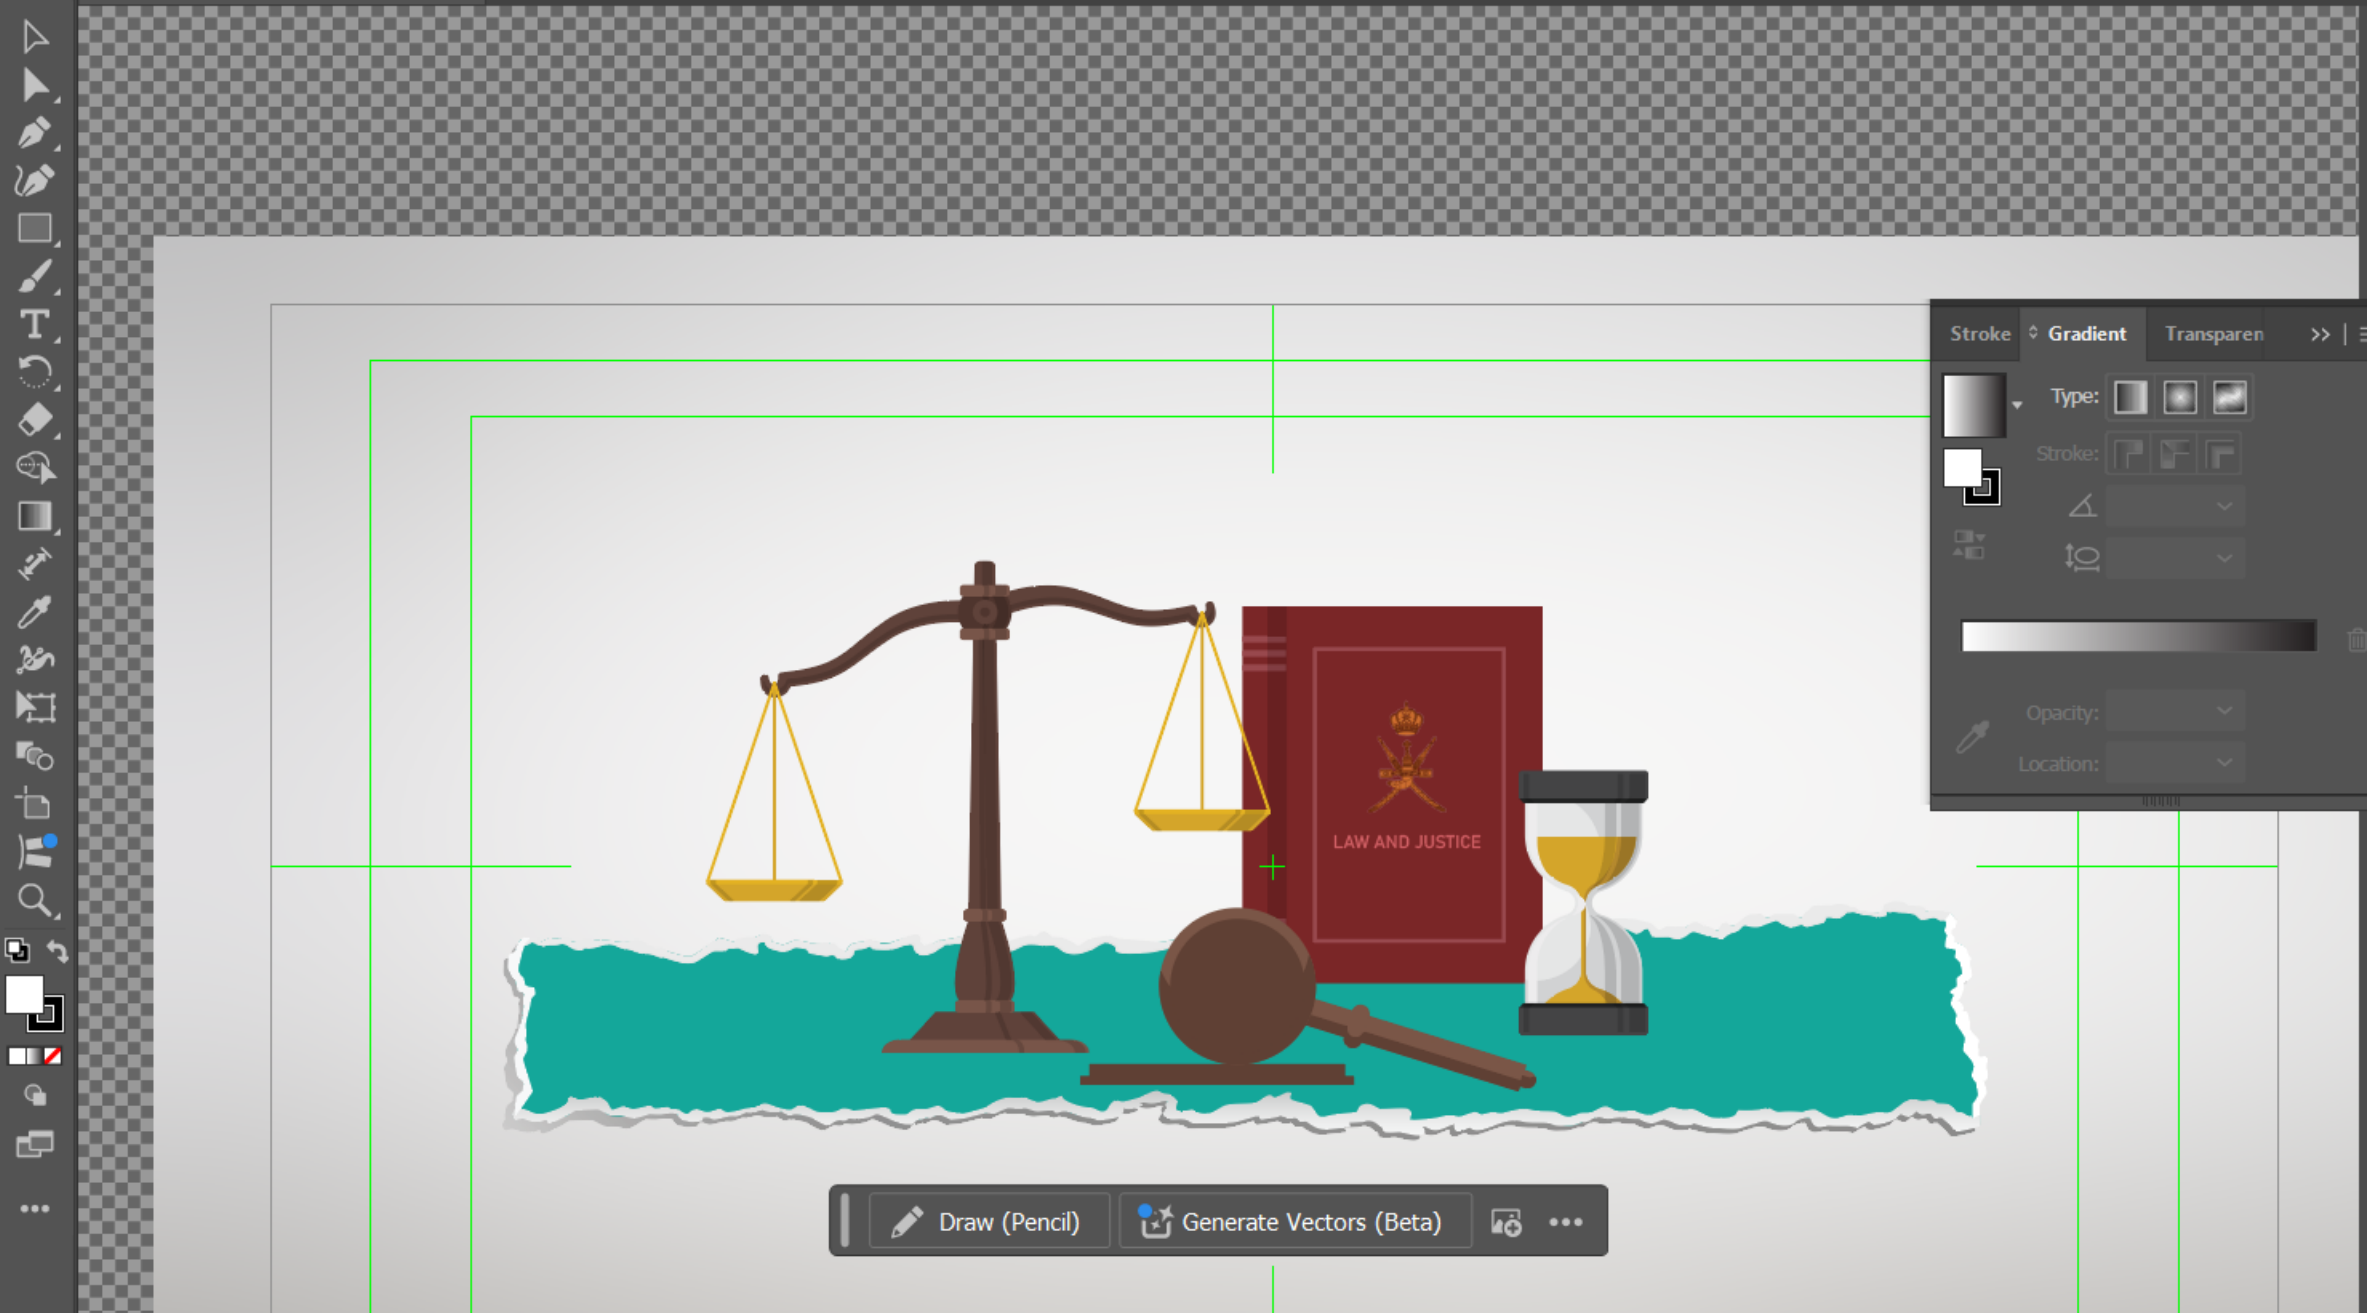 Stroke
Gradient
Transparen
Type:
Stroke:
Opacity:
Location:
LAW AND JUSTICE
Draw (Pencil)
Generate Vectors (Beta)